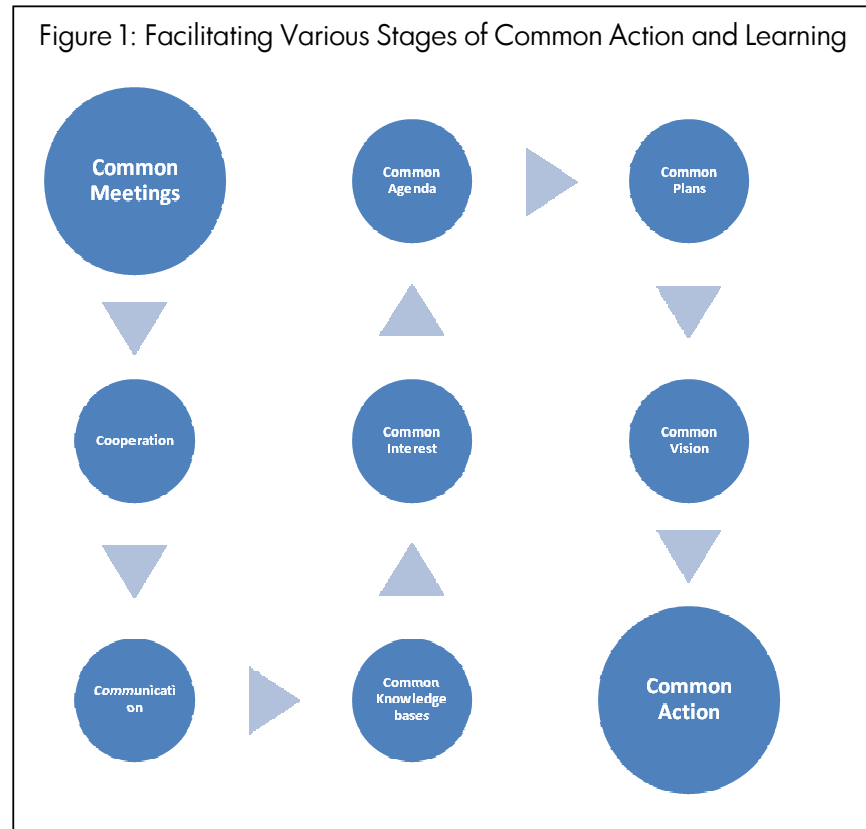 Figure 1: Facilitating Various Stages of Common Action and Learning
Common
Meetings
Cooperation
Communicati
on
Common
Knowledge
bases
Common
Interest
Common
Agenda
Common
Plans
Common
Vision
Common
Action